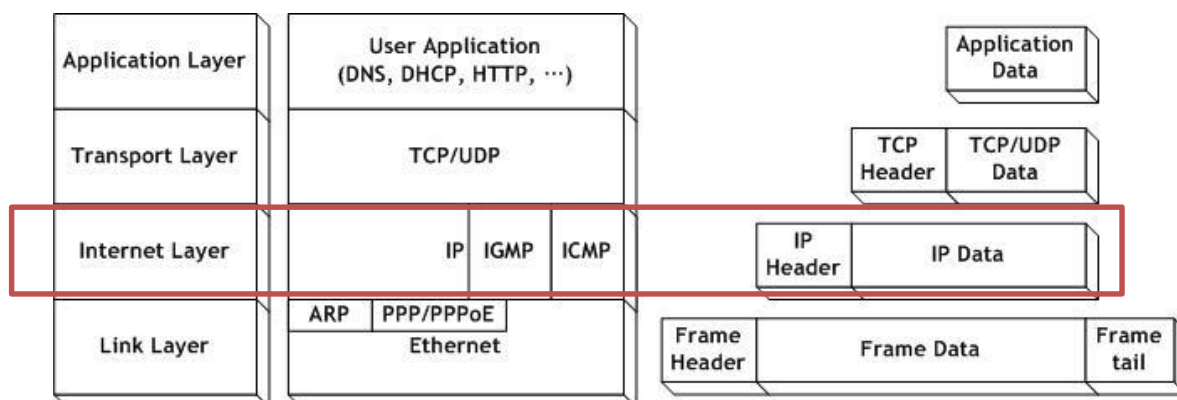 Application Layer
User Application
(DNS, DHCP, HTTP, ⋯)
Application
Data
Transport Layer
TCP/UDP
TCP
Header
TCP/UDP
Data
Internet Layer
IP
IGMP
ICMP
IP
Header
IP Data
Link Layer
ARP
PPP/PPPoE
Ethernet
Frame
Header
Frame Data
Frame
tail